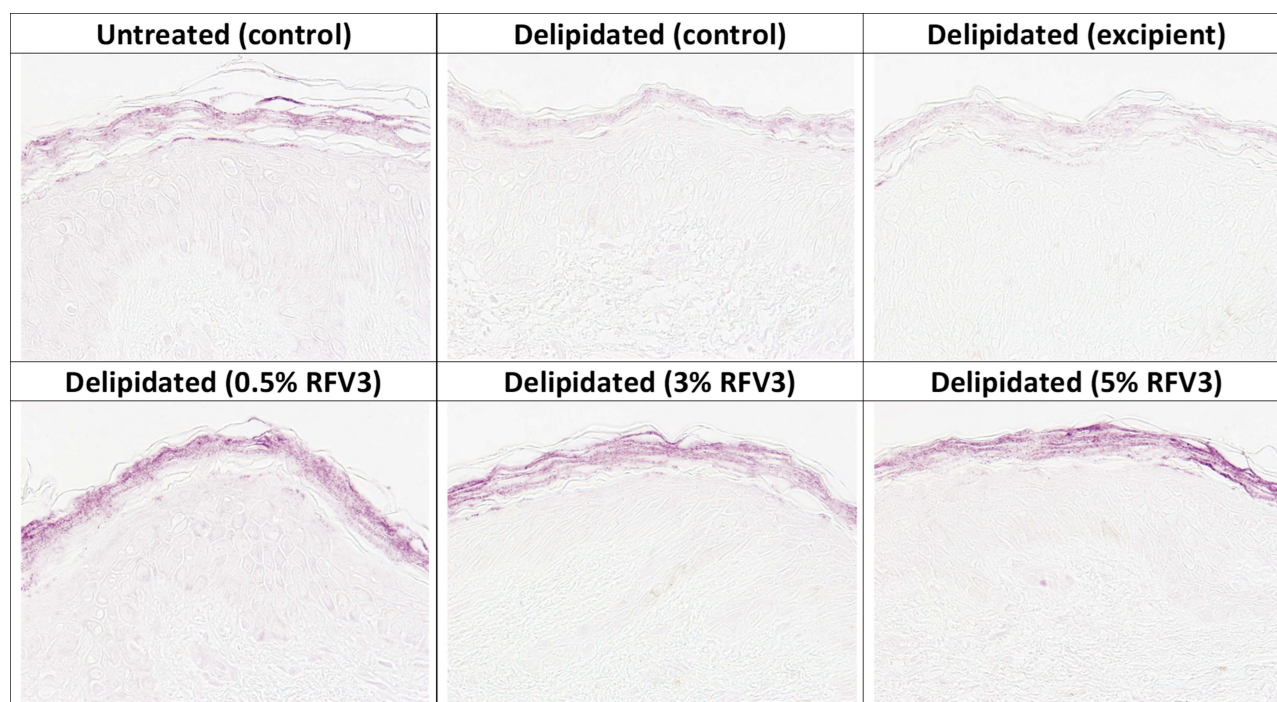 Untreated (control)
Delipidated (control)
Delipidated (excipient)
Delipidated (0.5% RFV3)
Delipidated (3% RFV3)
Delipidated (5% RFV3)